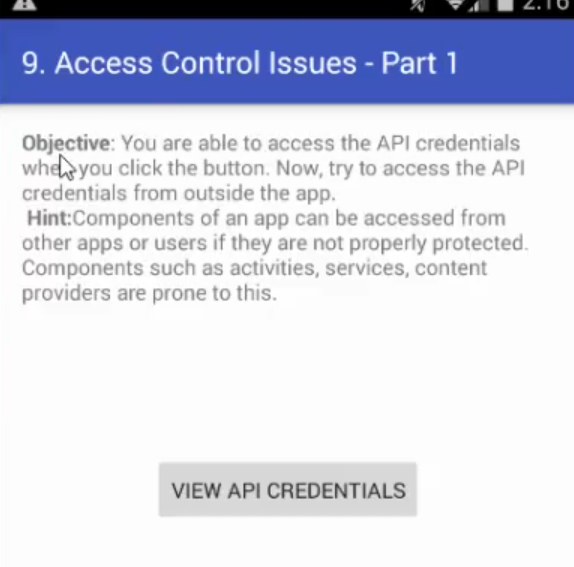 2:16
9. Access Control Issues - Part 1
Objective: You are able to access the API credentials
when you click the button. Now, try to access the API
credentials from outside the app.
Hint:Components of an app can be accessed from
other apps or users if they are not properly protected.
Components such as activities, services, content
providers are prone to this.
VIEW API CREDENTIALS